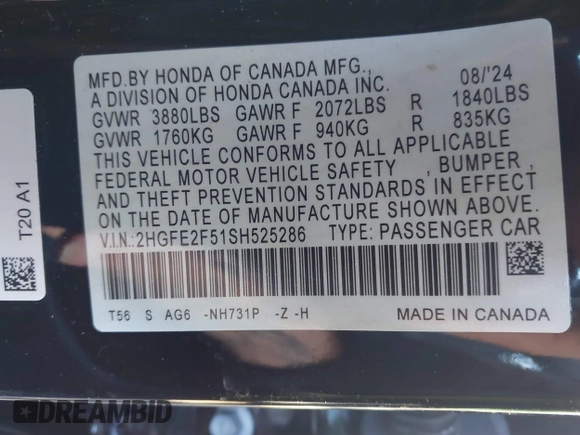 MFD.BY HONDA OF CANADA MFG., 08/'24
A DIVISION OF HONDA CANADA INC.
GVWR 3880LBS GAWR F 2072LBS R 1840LBS
GVWR 1760KG GAWR F 940KG R 835KG
THIS VEHICLE CONFORMS TO ALL APPLICABLE
FEDERAL MOTOR VEHICLE SAFETY , BUMPER ,
AND THEFT PREVENTION STANDARDS IN EFFECT
ON THE DATE OF MANUFACTURE SHOWN ABOVE.
V.I.N.:2HGFE2F51SH525286 TYPE: PASSENGER CAR
T56 S AG6 -NH731P -Z -H MADE IN CANADA
T20 A1
DREAMBID